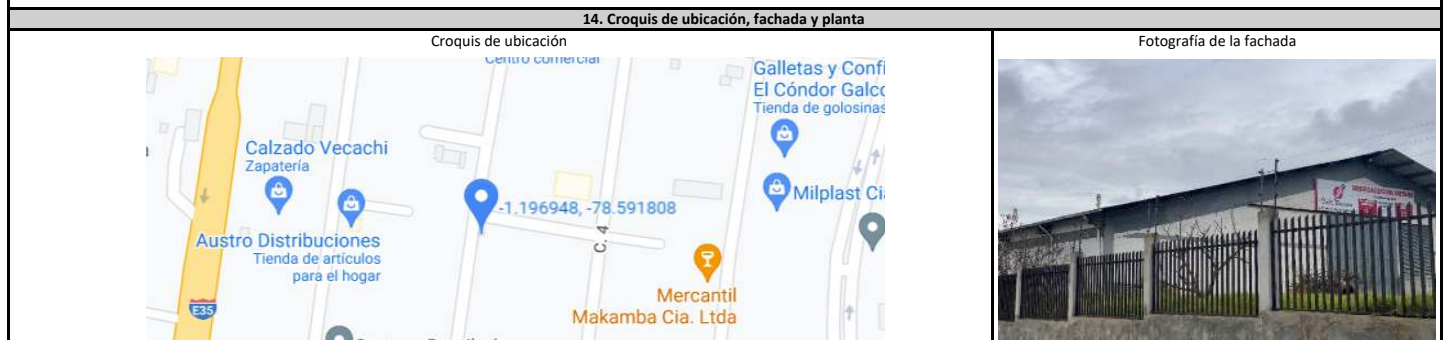 14. Croquis de ubicación, fachada y planta
Croquis de ubicación
Fotografía de la fachada
Centro comercial
Galletas y Confi
El Cóndor Galco
Tienda de golosinas
Calzado Vecachi
Zapatería
-1.196948, -78.591808
Milplast Cia
Austro Distribuciones
Tienda de artículos
para el hogar
C. 4
E35
Mercantil
Makamba Cia. Ltda